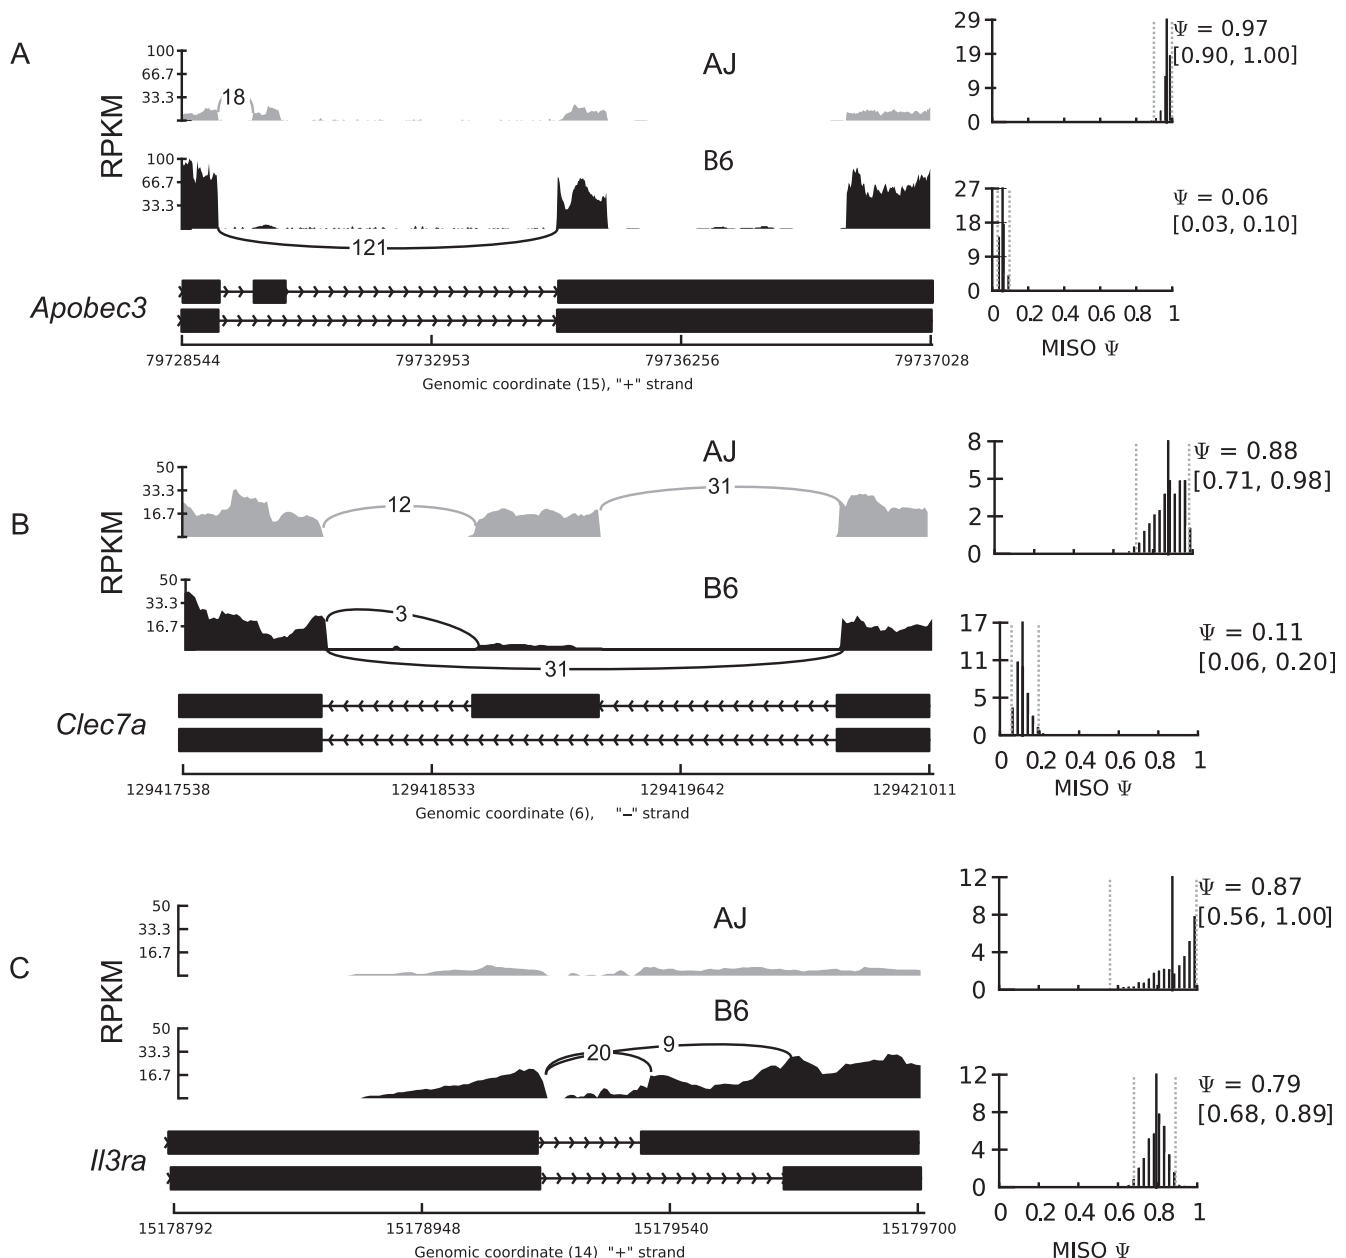 A
RPKM
100
66.7
33.3
18
AJ
29
19
9
0
Ψ = 0.97
[0.90, 1.00]
100
66.7
33.3
121
B6
27
18
9
0
Ψ = 0.06
[0.03, 0.10]
0 0.2 0.4 0.6 0.8 1
MISO Ψ
Apobec3
79728544 79732953 79736256 79737028
Genomic coordinate (15), "+" strand
B
RPKM
50
33.3
16.7
12
AJ
31
8
5
2
0
Ψ = 0.88
[0.71, 0.98]
50
33.3
16.7
3
B6
31
17
11
5
0
Ψ = 0.11
[0.06, 0.20]
0 0.2 0.4 0.6 0.8 1
MISO Ψ
Clec7a
129417538 129418533 129419642 129421011
Genomic coordinate (6), "–" strand
C
RPKM
50
33.3
16.7
AJ
12
8
4
0
Ψ = 0.87
[0.56, 1.00]
50
33.3
16.7
B6
20
9
12
8
4
0
Ψ = 0.79
[0.68, 0.89]
0 0.2 0.4 0.6 0.8 1
MISO Ψ
Il3ra
15178792 15178948 15179540 15179700
Genomic coordinate (14) "+" strand